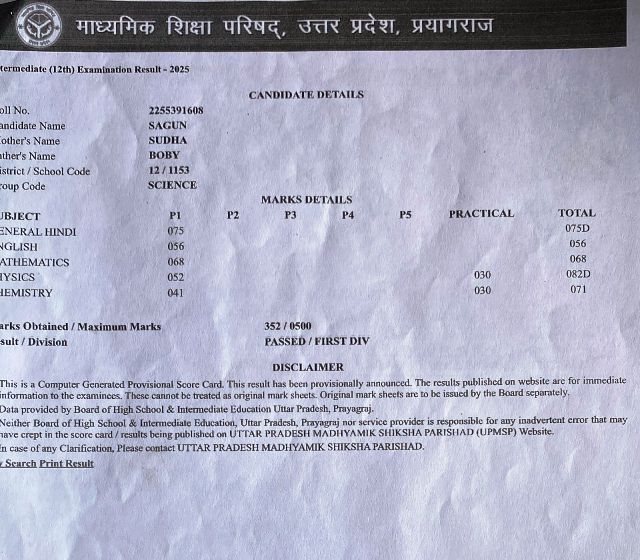 माध्यमिक शिक्षा परिषद्, उत्तर प्रदेश, प्रयागराज
termediate (12th) Examination Result - 2025
CANDIDATE DETAILS
oll No. 2255391608
andidate Name SAGUN
other's Name SUDHA
ather's Name BOBY
istrict / School Code 12 / 1153
roup Code SCIENCE
MARKS DETAILS
UBJECT P1 P2 P3 P4 P5 PRACTICAL TOTAL
ENERAL HINDI 075 075D
NGLISH 056 056
ATHEMATICS 068 068
HYSICS 052 030 082D
HEMISTRY 041 030 071
arks Obtained / Maximum Marks 352 / 0500
sult / Division PASSED / FIRST DIV
DISCLAIMER
This is a Computer Generated Provisional Score Card. This result has been provisionally announced. The results published on website are for immediate
information to the examinees. These cannot be treated as original mark sheets. Original mark sheets are to be issued by the Board separately.
Data provided by Board of High School & Intermediate Education Uttar Pradesh, Prayagraj.
Neither Board of High School & Intermediate Education, Uttar Pradesh, Prayagraj nor service provider is responsible for any inadvertent error that may
have crept in the score card / results being published on UTTAR PRADESH MADHYAMIK SHIKSHA PARISHAD (UPMSP) Website.
n case of any Clarification, Please contact UTTAR PRADESH MADHYAMIK SHIKSHA PARISHAD.
Search Print Result